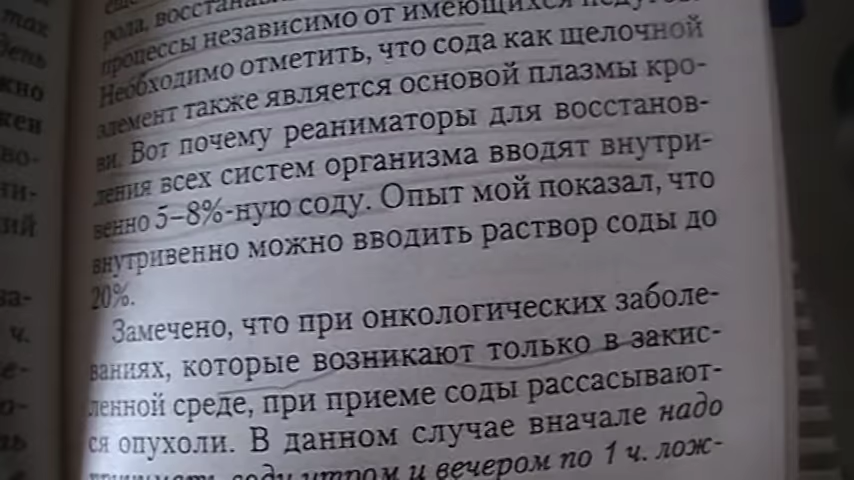 рода,
процессы независимо от имеющихся
Необходимо отметить, что сода как щелочной
элемент также является основой плазмы кро-
ви. Вот почему реаниматоры для восстанов-
ления всех систем организма вводят внутри-
венно 5–8%-ную соду. Опыт мой показал, что
внутривенно можно вводить раствор соды до
20%.
Замечено, что при онкологических заболе-
ваниях, которые возникают только в закис-
ленной среде, при приеме соды рассасывают-
ся опухоли. В данном случае вначале надо
соду утром и вечером по 1 ч. лож-